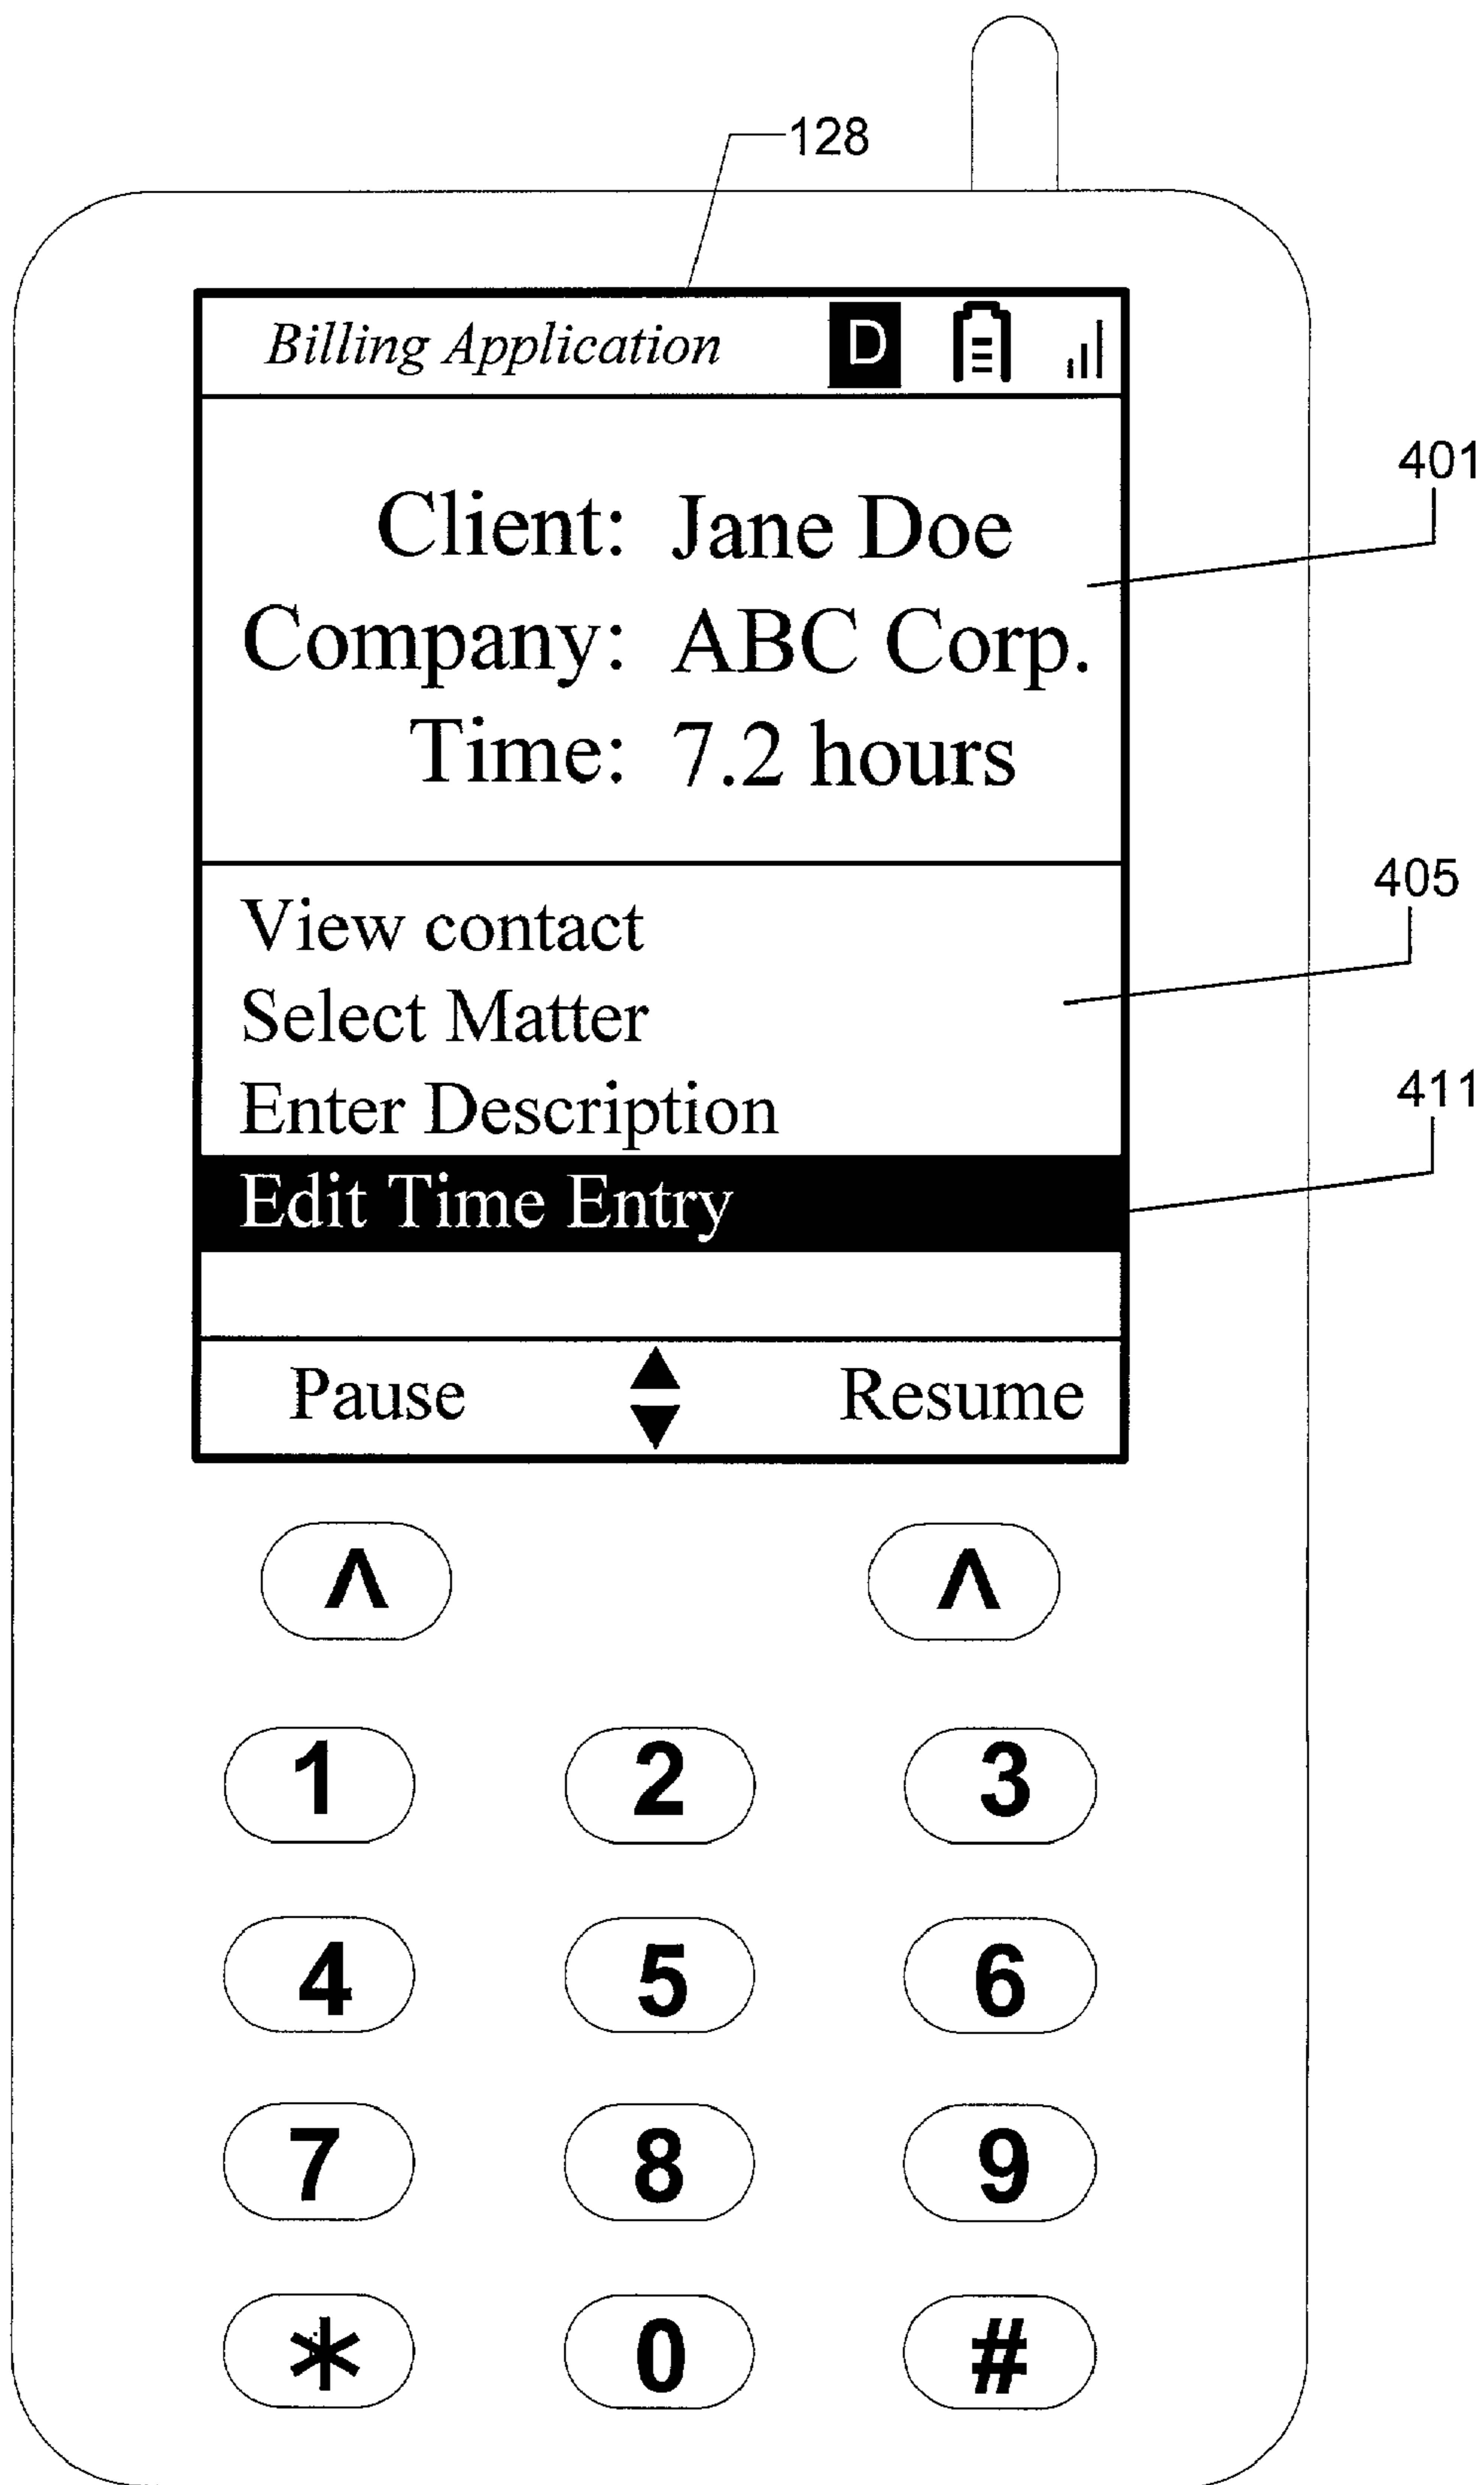 128
Billing Application D
401
Client: Jane Doe
Company: ABC Corp.
Time: 7.2 hours
405
View contact
Select Matter
Enter Description
411
Edit Time Entry
Pause Resume
Λ Λ
1 2 3
4 5 6
7 8 9
* 0 #